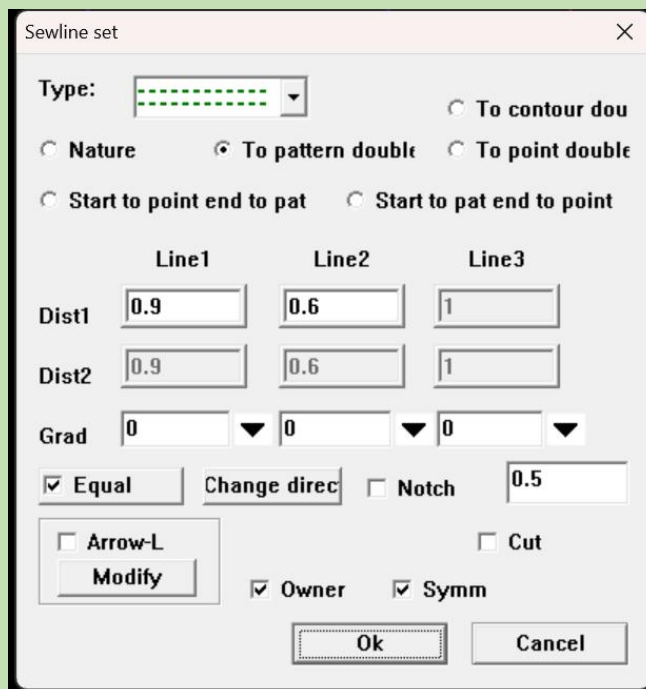 Sewline set
Type:
To contour dou
Nature To pattern double To point double
Start to point end to pat Start to pat end to point
Line1 Line2 Line3
Dist1 0.9 0.6 1
Dist2 0.9 0.6 1
Grad 0 0 0
Equal Change direc Notch 0.5
Arrow-L Cut
Modify
Owner Symm
Ok Cancel